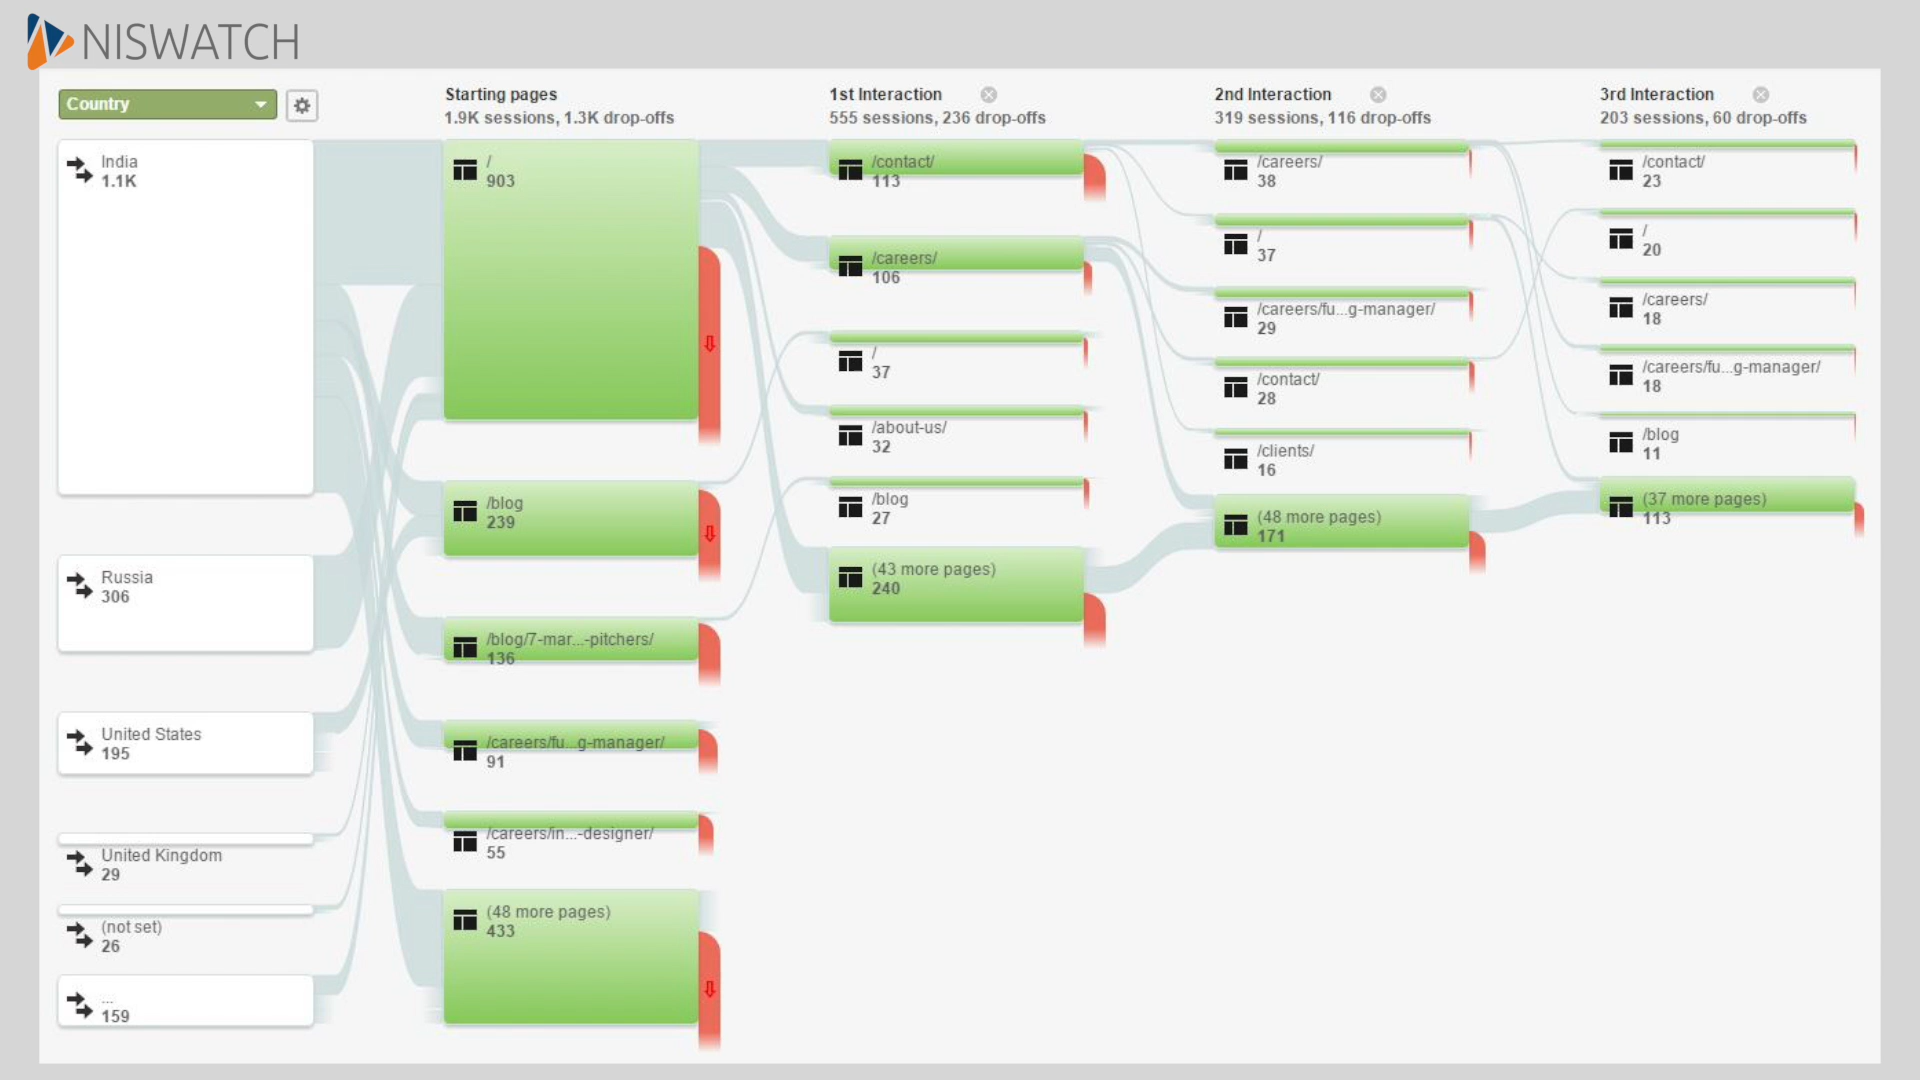 NISWATCH
Country
India
1.1K
Russia
306
United States
195
United Kingdom
29
(not set)
26
...
159
Starting pages
1.9K sessions, 1.3K drop-offs
/
903
/blog
239
/blog/7-mar...-pitchers/
136
/careers/fu...g-manager/
91
/careers/in...-designer/
55
(48 more pages)
433
1st Interaction
555 sessions, 236 drop-offs
/contact/
113
/careers/
106
/
37
/about-us/
32
/blog
27
(43 more pages)
240
2nd Interaction
319 sessions, 116 drop-offs
/careers/
38
/
37
/careers/fu...g-manager/
29
/contact/
28
/clients/
16
(48 more pages)
171
3rd Interaction
203 sessions, 60 drop-offs
/contact/
23
/
20
/careers/
18
/careers/fu...g-manager/
18
/blog
11
(37 more pages)
113